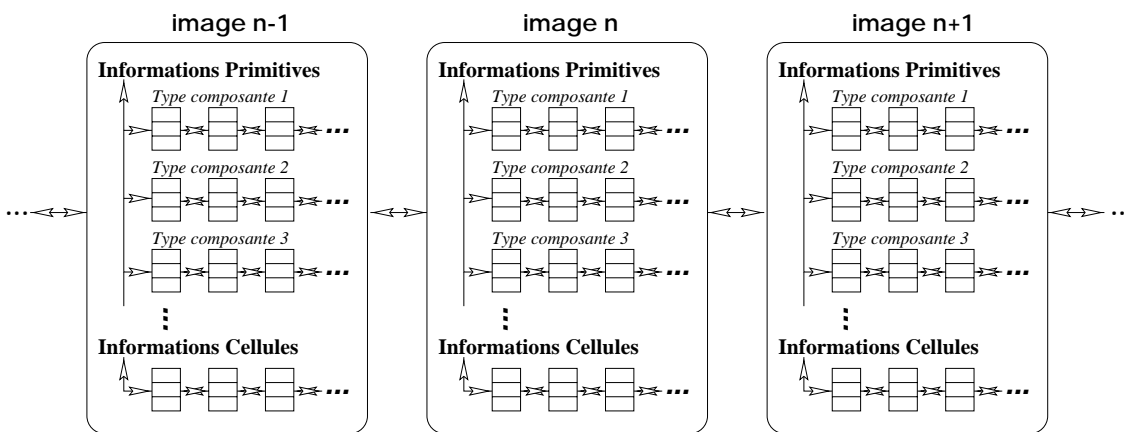 image n-1 image n image n+1
Informations Primitives Informations Primitives Informations Primitives
Type composante 1 Type composante 1 Type composante 1
... ... ...
Type composante 2 Type composante 2 Type composante 2
... ... ...
... ..
Type composante 3 Type composante 3 Type composante 3
... ... ...
... ... ...
Informations Cellules Informations Cellules Informations Cellules
... ... ...